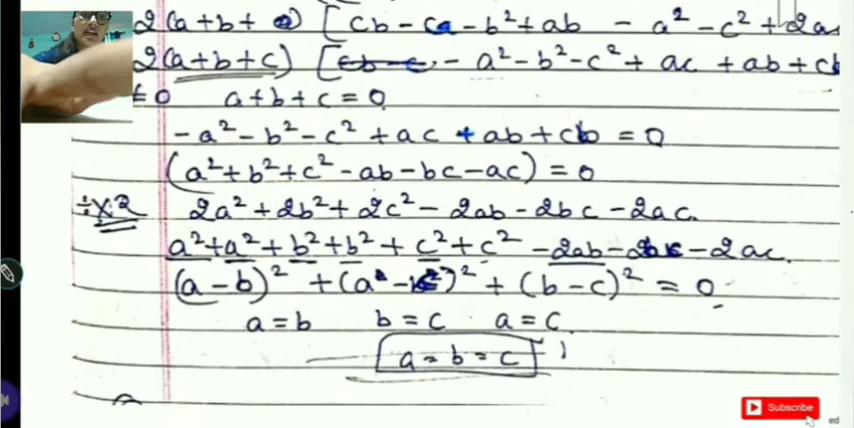 2(a+b+c) [cb-ca-b²+ab - a²-c²+2a
2(a+b+c) [ - a²-b²-c²+ac +ab+cb
=0 a+b+c=0
-a²-b²-c²+ac+ab+cb=0
(a²+b²+c²-ab-bc-ac)=0
÷×2 2a²+2b²+2c²-2ab-2bc-2ac
a²+a²+b²+b²+c²+c²-2ab-2bc-2ac.
(a-b)²+(a-c)²+(b-c)²=0
a=b b=c a=c
a=b=c
Subscribe
ed